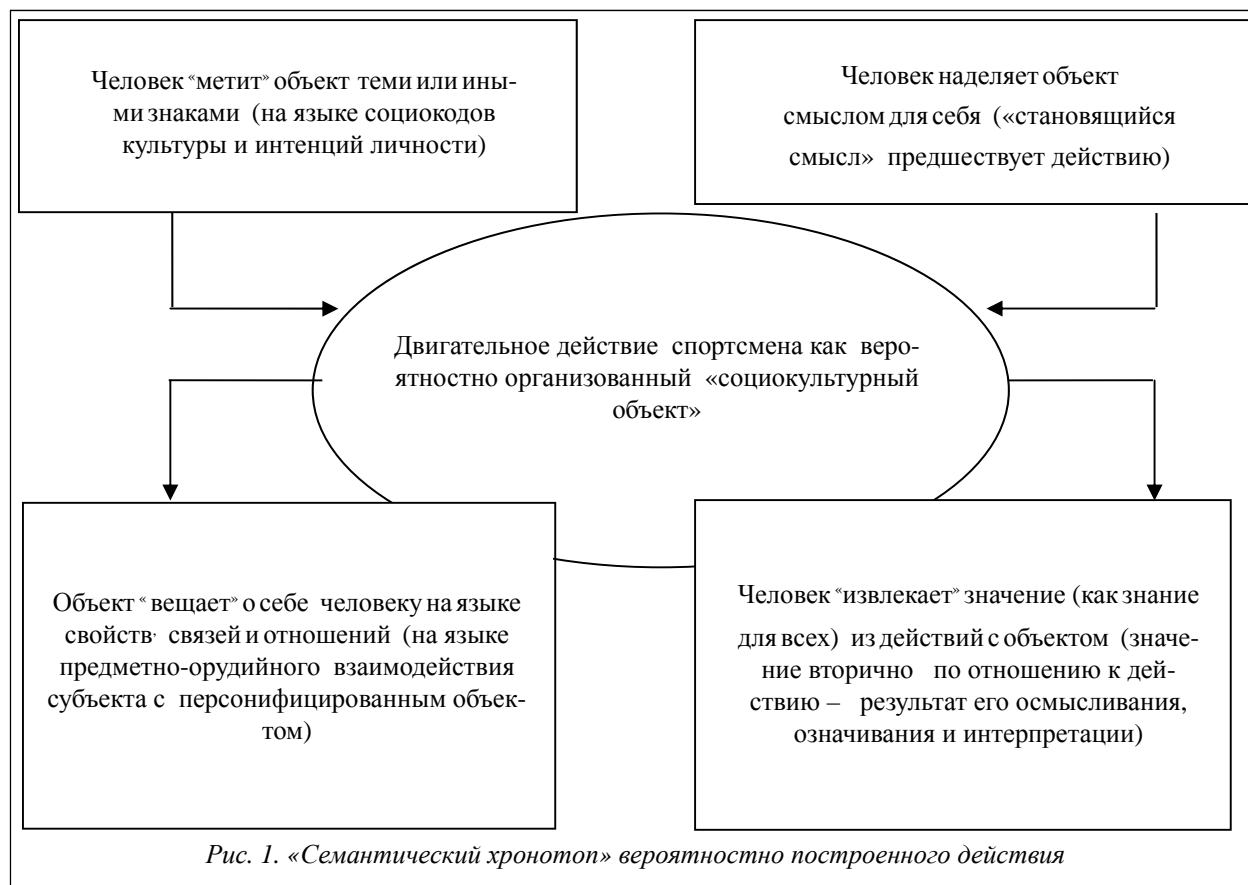 Человек “метит” объект теми или ины-
ми знаками (на языке социокодов
культуры и интенций личности)
Человек наделяет объект
смыслом для себя («становящийся
смысл» предшествует действию)
Двигательное действие спортсмена как веро-
ятностно организованный «социокультурный
объект»
Объект “вещает” о себе человеку на языке
свойств, связей и отношений (на языке
предметно-орудийного взаимодействия
субъекта с персонифицированным объек-
том)
Человек “извлекает” значение (как знание
для всех) из действий с объектом (значе-
ние вторично по отношению к дей-
ствию – результат его осмысливания,
означивания и интерпретации)
Рис. 1. «Семантический хронотоп» вероятностно построенного действия